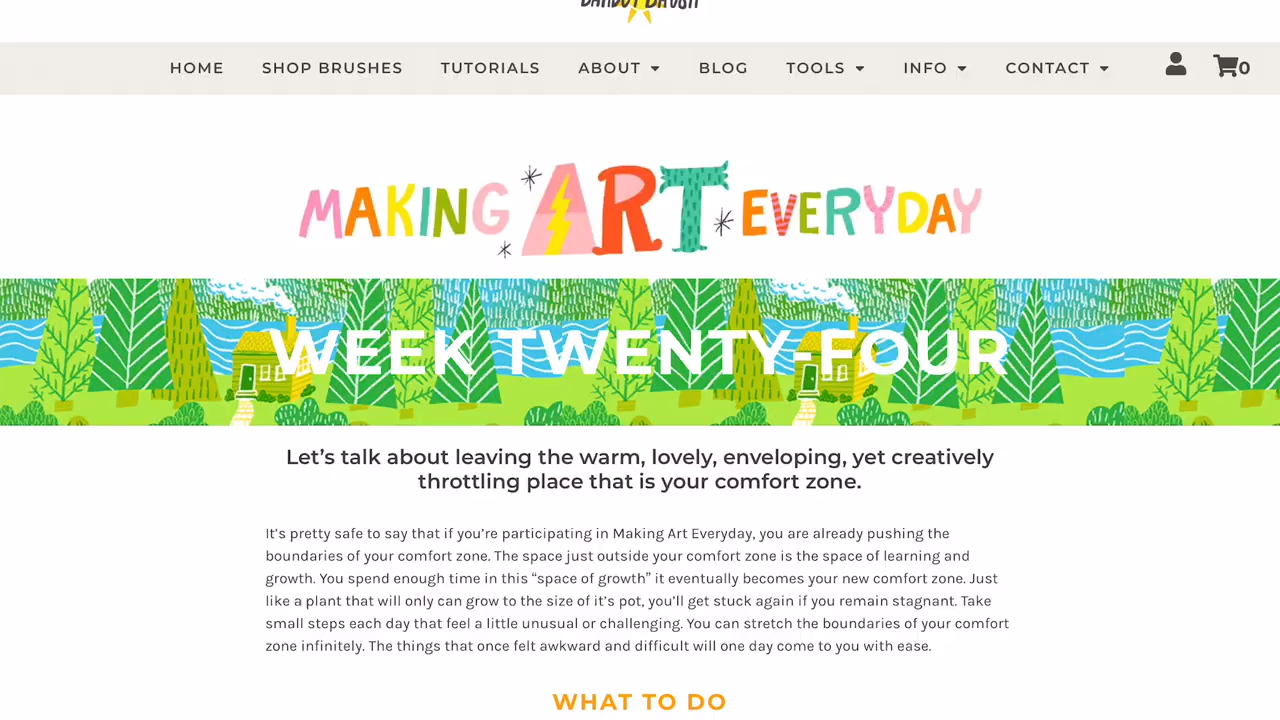 HOME SHOP BRUSHES TUTORIALS ABOUT BLOG TOOLS INFO CONTACT 0
MAKING ART EVERYDAY
WEEK TWENTY-FOUR
Let’s talk about leaving the warm, lovely, enveloping, yet creatively
throttling place that is your comfort zone.
It’s pretty safe to say that if you’re participating in Making Art Everyday, you are already pushing the
boundaries of your comfort zone. The space just outside your comfort zone is the space of learning and
growth. You spend enough time in this “space of growth” it eventually becomes your new comfort zone. Just
like a plant that will only can grow to the size of it’s pot, you’ll get stuck again if you remain stagnant. Take
small steps each day that feel a little unusual or challenging. You can stretch the boundaries of your comfort
zone infinitely. The things that once felt awkward and difficult will one day come to you with ease.
WHAT TO DO